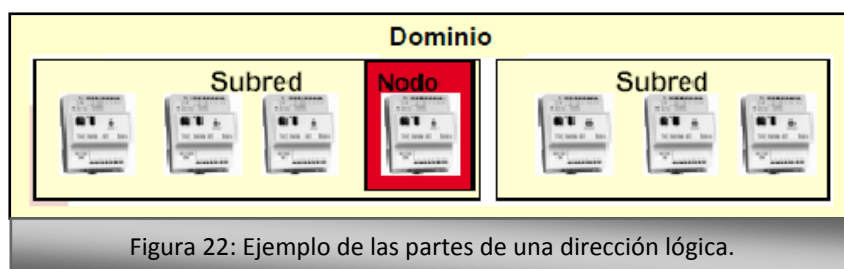 Dominio
Subred Nodo Subred
Figura 22: Ejemplo de las partes de una dirección lógica.